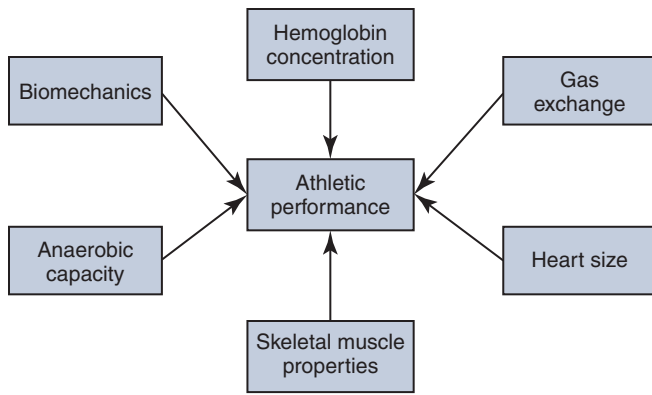 Hemoglobin
concentration
Biomechanics
Gas
exchange
Athletic
performance
Anaerobic
capacity
Heart size
Skeletal muscle
properties